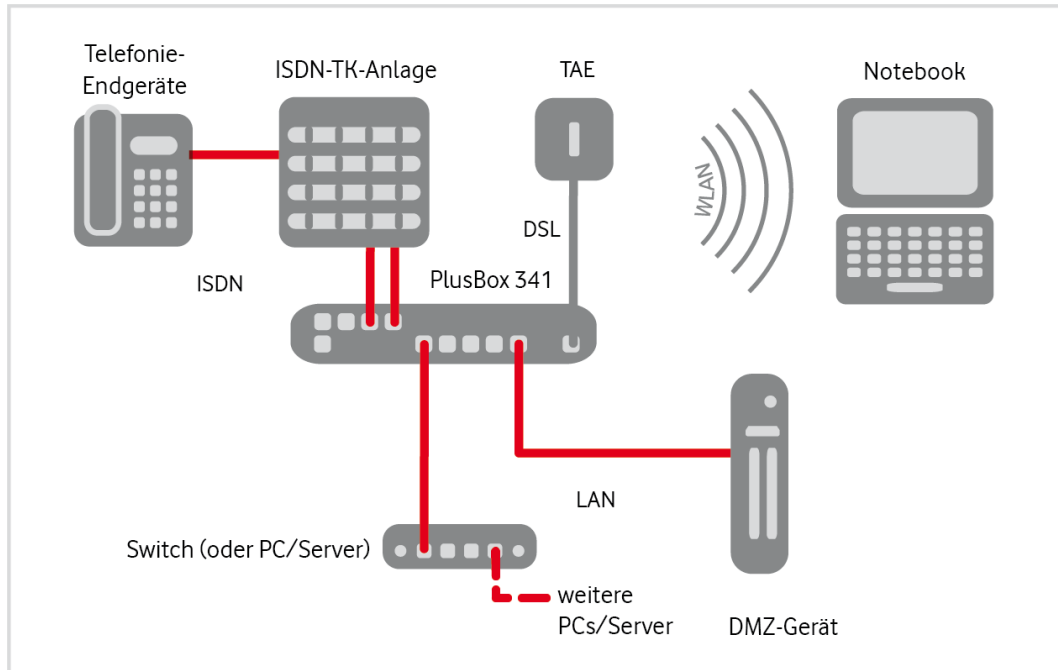 Telefonie-
Endgeräte
ISDN-TK-Anlage
TAE
Notebook
WLAN
DSL
ISDN
PlusBox 341
LAN
Switch (oder PC/Server)
weitere
PCs/Server
DMZ-Gerät